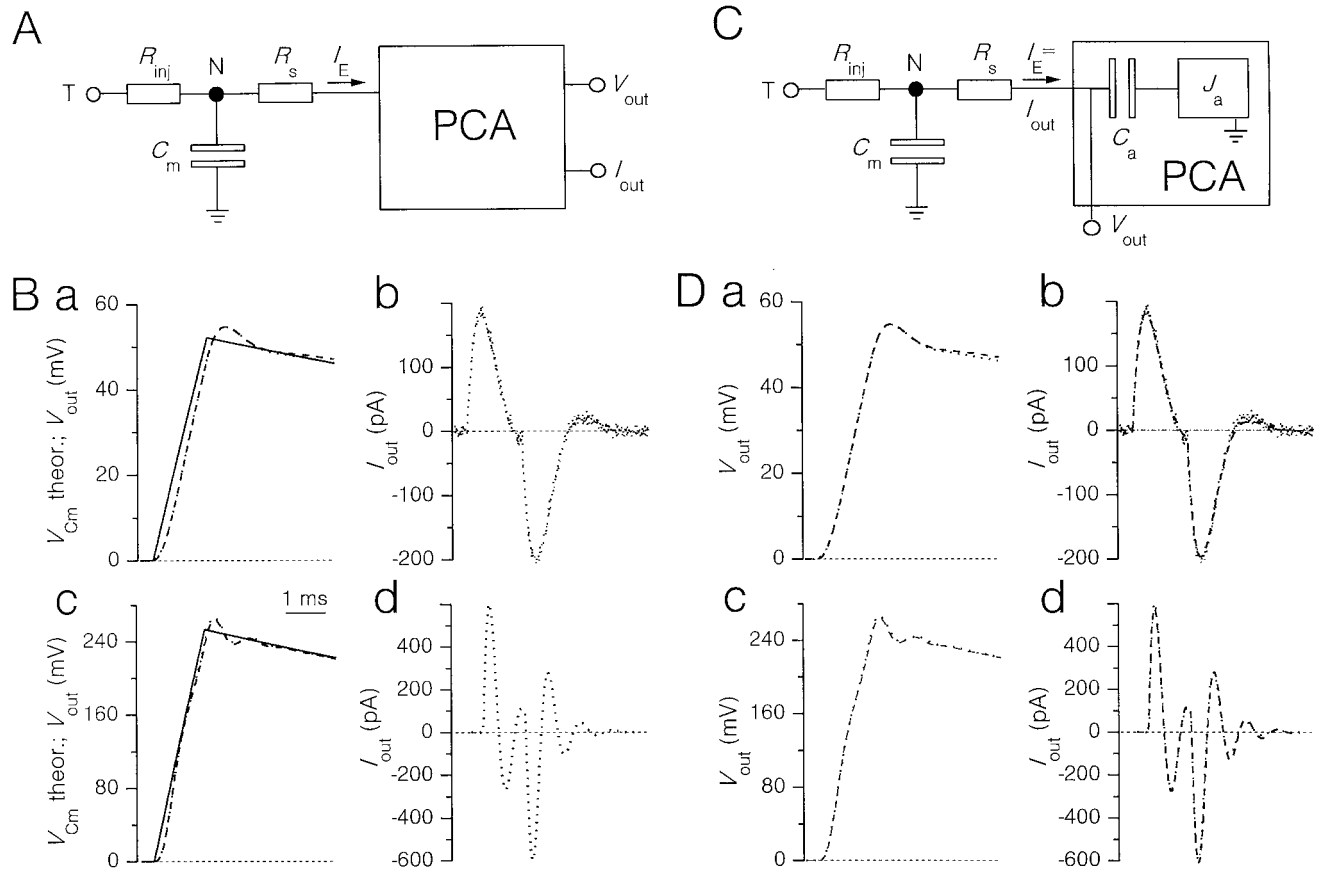 A
T
R inj
N
R s
I E
C m
PCA
V out
I out
C
T
R inj
N
R s
I E =
I out
C m
C a
J a
PCA
V out
B a
V Cm theor.; V out (mV)
60
40
20
0
b
I out (pA)
100
0
-100
-200
c
1 ms
V Cm theor.; V out (mV)
240
160
80
0
d
I out (pA)
400
200
0
-200
-400
-600
D a
V out (mV)
60
40
20
0
b
I out (pA)
100
0
-100
-200
c
V out (mV)
240
160
80
0
d
I out (pA)
400
200
0
-200
-400
-600